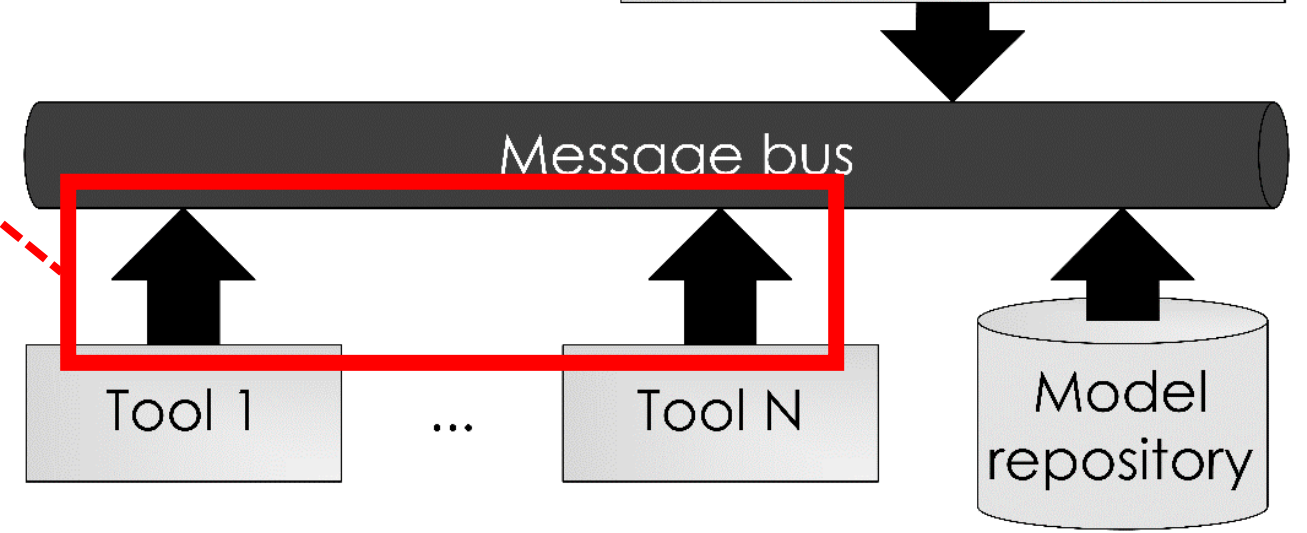 Message bus
Tool 1
...
Tool N
Model
repository